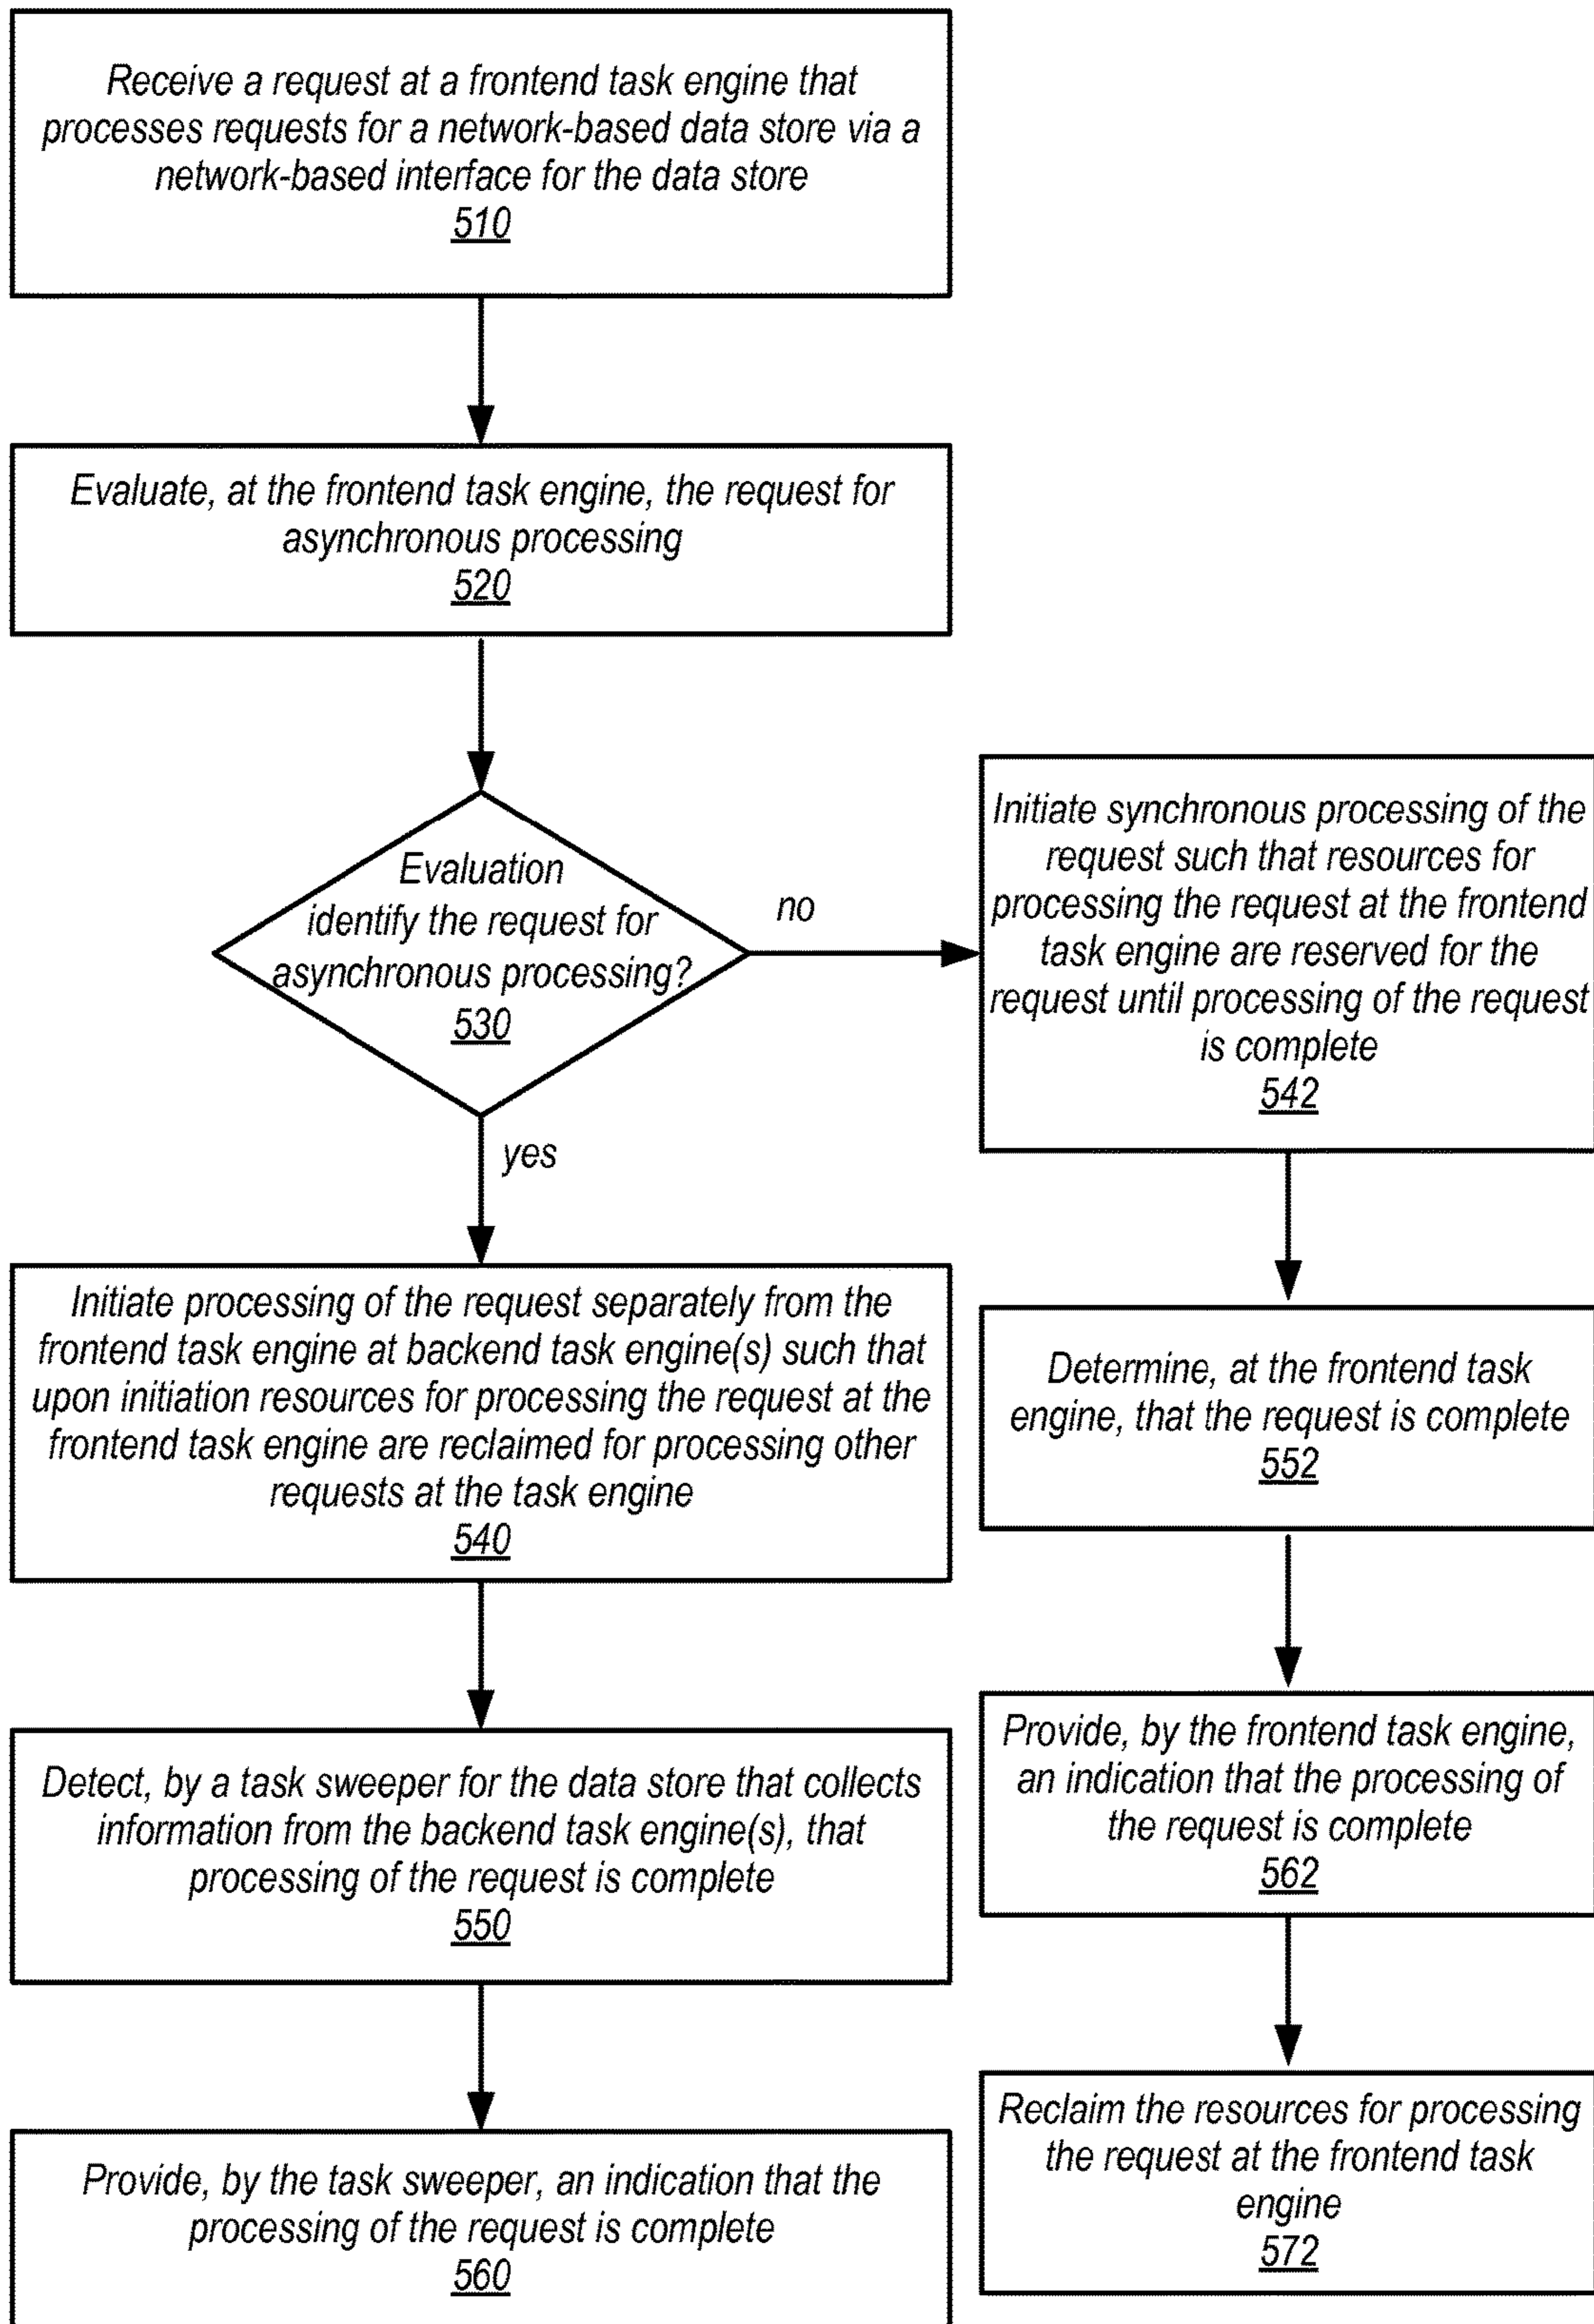 Receive a request at a frontend task engine that
processes requests for a network-based data store via a
network-based interface for the data store
510
Evaluate, at the frontend task engine, the request for
asynchronous processing
520
Evaluation
identify the request for
asynchronous processing?
530
no
yes
Initiate synchronous processing of the
request such that resources for
processing the request at the frontend
task engine are reserved for the
request until processing of the request
is complete
542
Initiate processing of the request separately from the
frontend task engine at backend task engine(s) such that
upon initiation resources for processing the request at the
frontend task engine are reclaimed for processing other
requests at the task engine
540
Determine, at the frontend task
engine, that the request is complete
552
Detect, by a task sweeper for the data store that collects
information from the backend task engine(s), that
processing of the request is complete
550
Provide, by the frontend task engine,
an indication that the processing of
the request is complete
562
Provide, by the task sweeper, an indication that the
processing of the request is complete
560
Reclaim the resources for processing
the request at the frontend task
engine
572